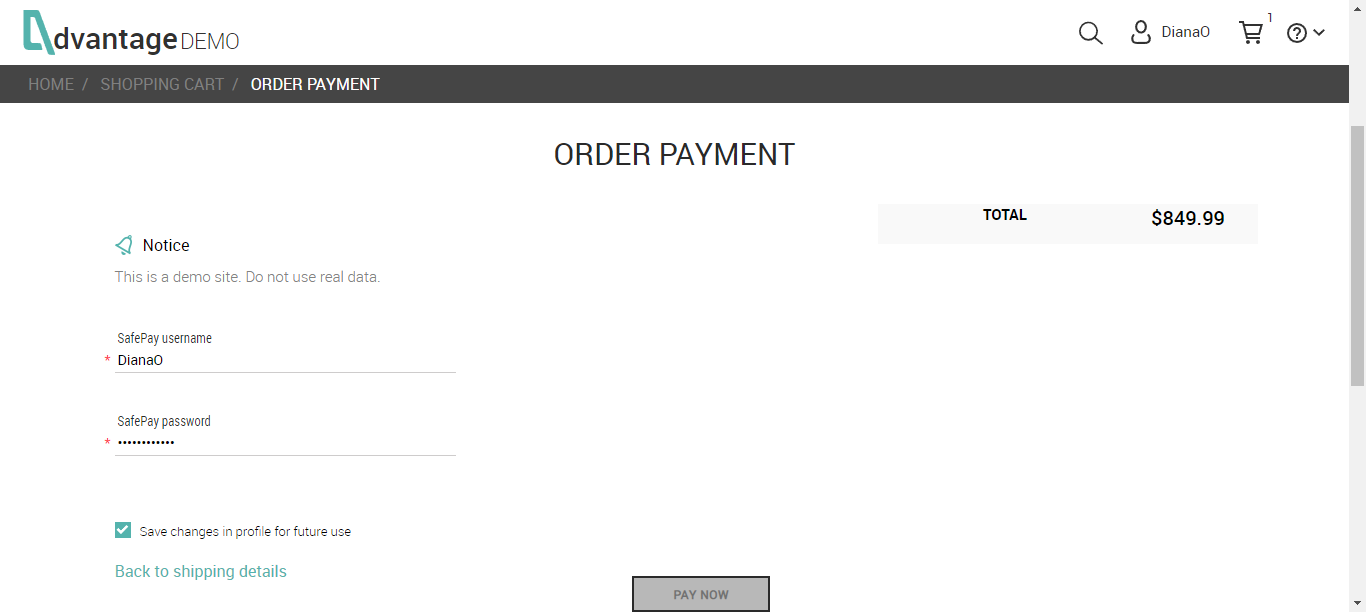 dvantage DEMO
DianaO
1
HOME / SHOPPING CART / ORDER PAYMENT
ORDER PAYMENT
TOTAL $849.99
Notice
This is a demo site. Do not use real data.
SafePay username
* DianaO
SafePay password
* ••••••••••••
Save changes in profile for future use
Back to shipping details
PAY NOW